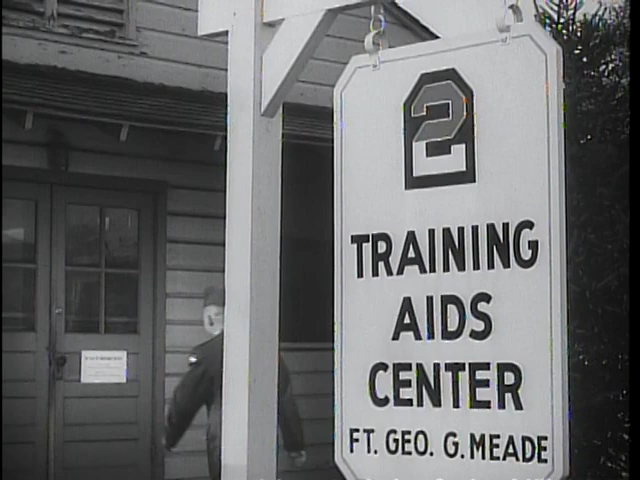 2
TRAINING
AIDS
CENTER
FT. GEO. G. MEADE